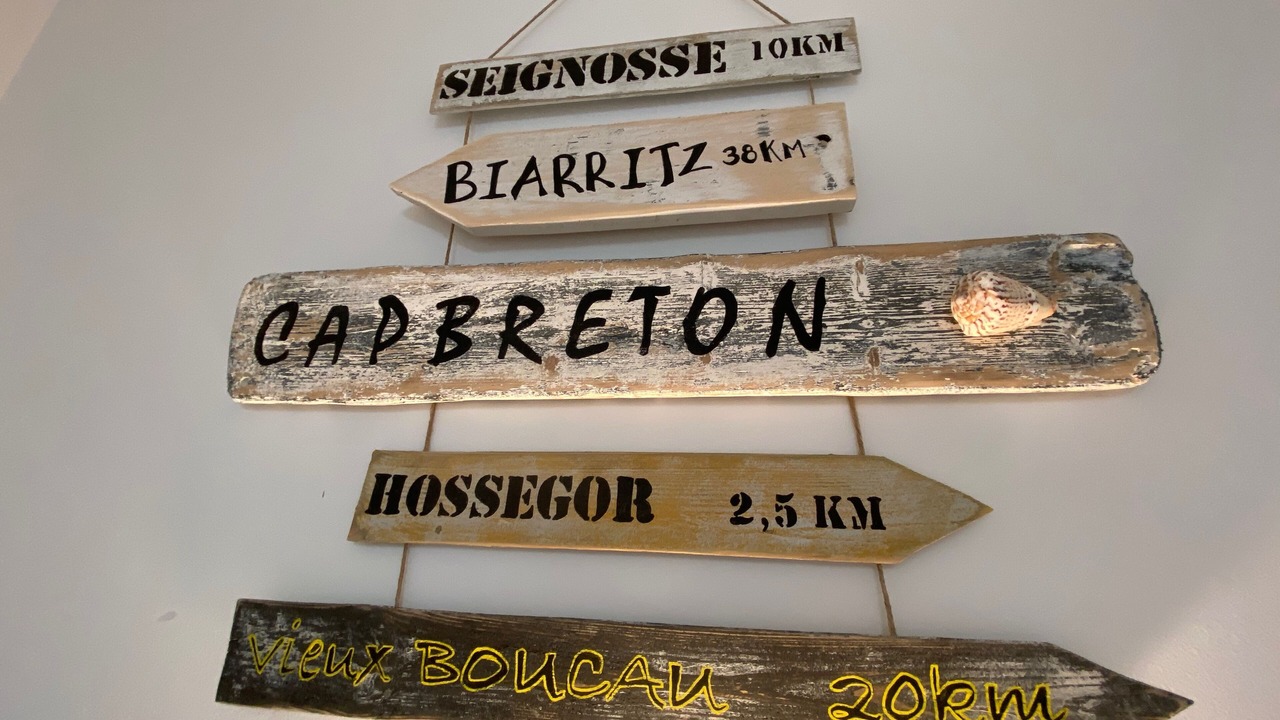 SEIGNOSSE 10KM
BIARRITZ 38KM
CAPBRETON
HOSSEGOR 2,5 KM
vieux BOUCAU 20km